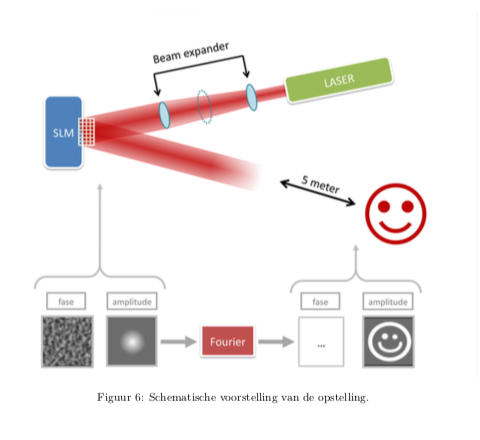 Beam expander
LASER
SLM
5 meter
fase
amplitude
fase
amplitude
Fourier
...
Figuur 6: Schematische voorstelling van de opstelling.